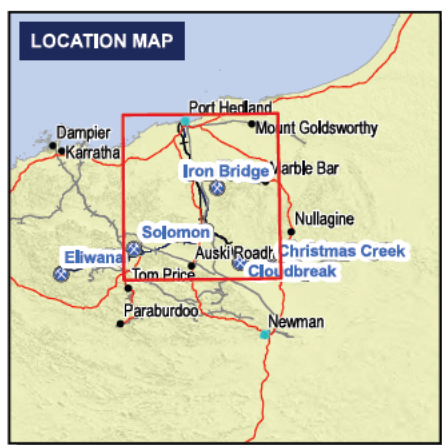 LOCATION MAP
Port Hedland
Mount Goldsworthy
Dampier
Karratha
Marble Bar
Iron Bridge
Nullagine
Solomon
Eliwana
Auski Roadh
Christmas Creek
Cloudbreak
Tom Price
Paraburdoo
Newman